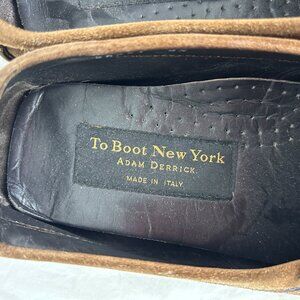 To Boot New York
ADAM DERRICK
MADE IN ITALY